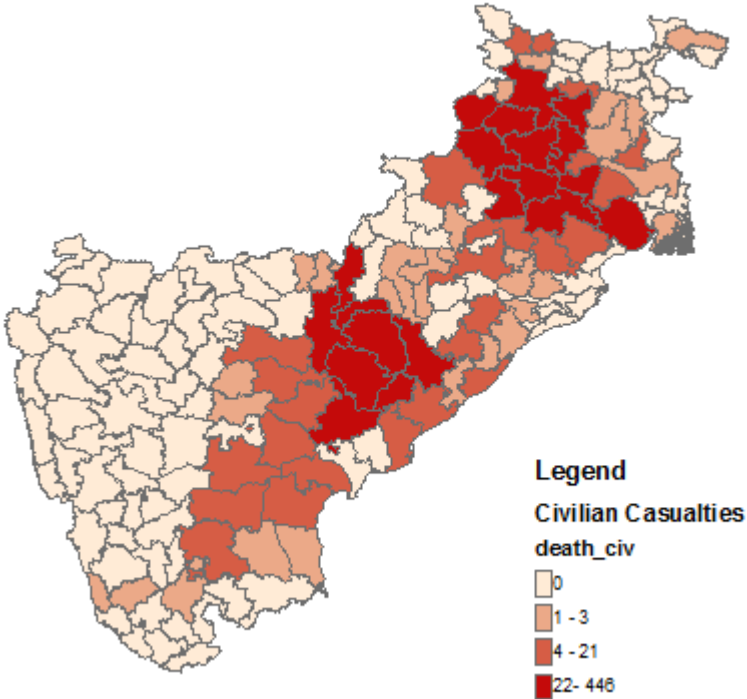 Legend
Civilian Casualties
death_civ
0
1 - 3
4 - 21
22- 446